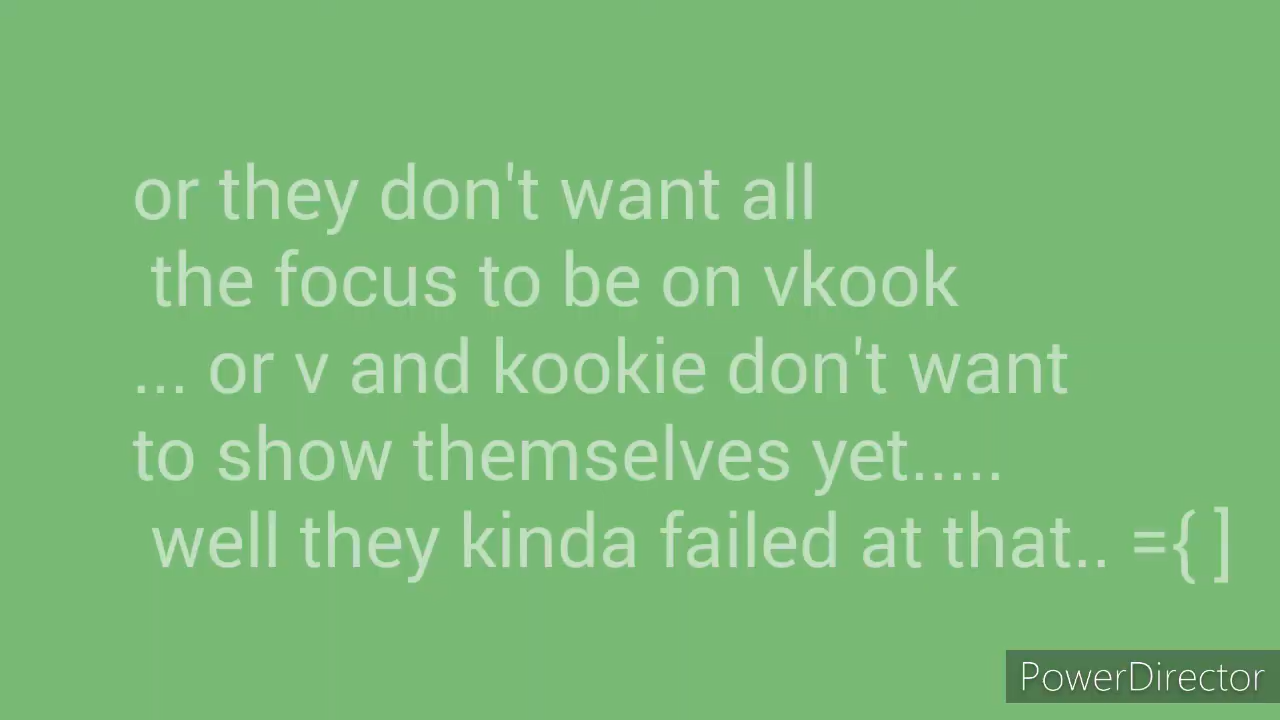 or they don't want all
the focus to be on vkook
... or v and kookie don't want
to show themselves yet.....
well they kinda failed at that.. ={ ]
PowerDirector